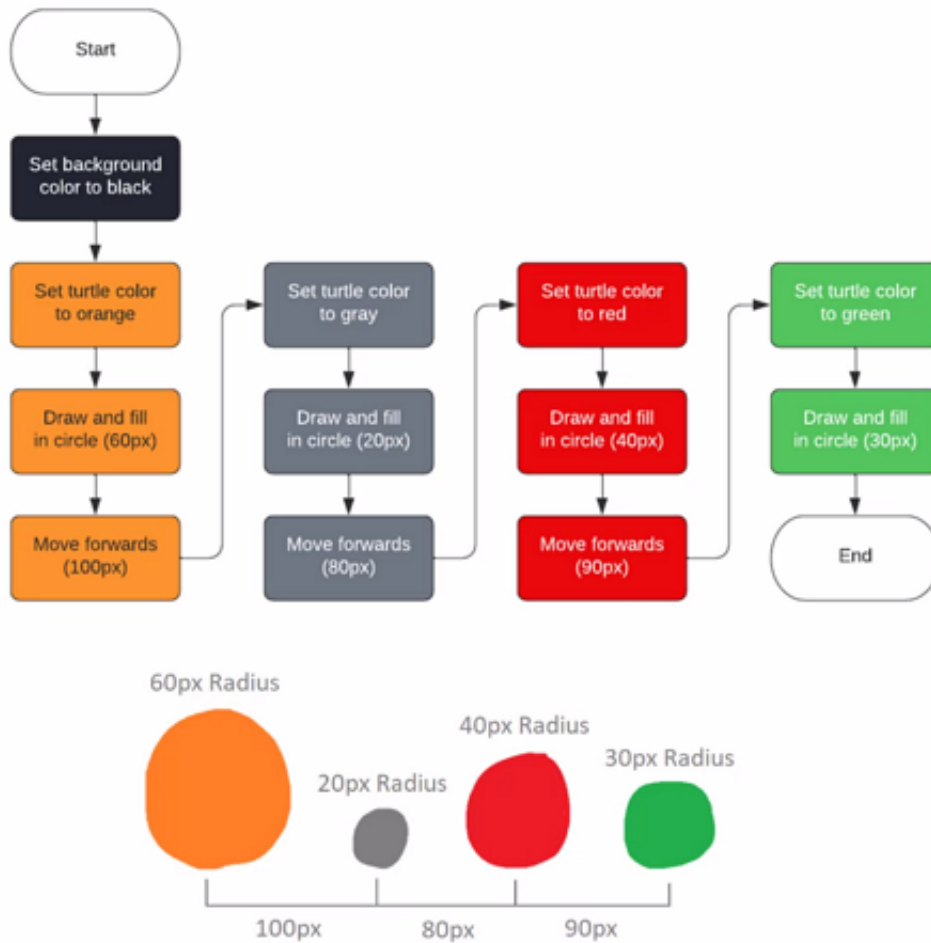 Start
Set background
color to black
Set turtle color
to orange
Draw and fill
in circle (60px)
Move forwards
(100px)
Set turtle color
to gray
Draw and fill
in circle (20px)
Move forwards
(80px)
Set turtle color
to red
Draw and fill
in circle (40px)
Move forwards
(90px)
Set turtle color
to green
Draw and fill
in circle (30px)
End
60px Radius
20px Radius
40px Radius
30px Radius
100px
80px
90px